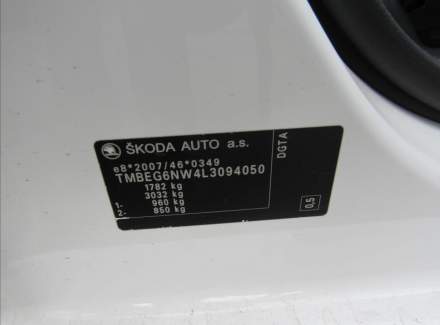 ŠKODA AUTO a.s.
e8*2007/46*0349
TMBEG6NW4L3094050
1782 kg
3032 kg
1- 960 kg
2- 850 kg
DGTA
0,5